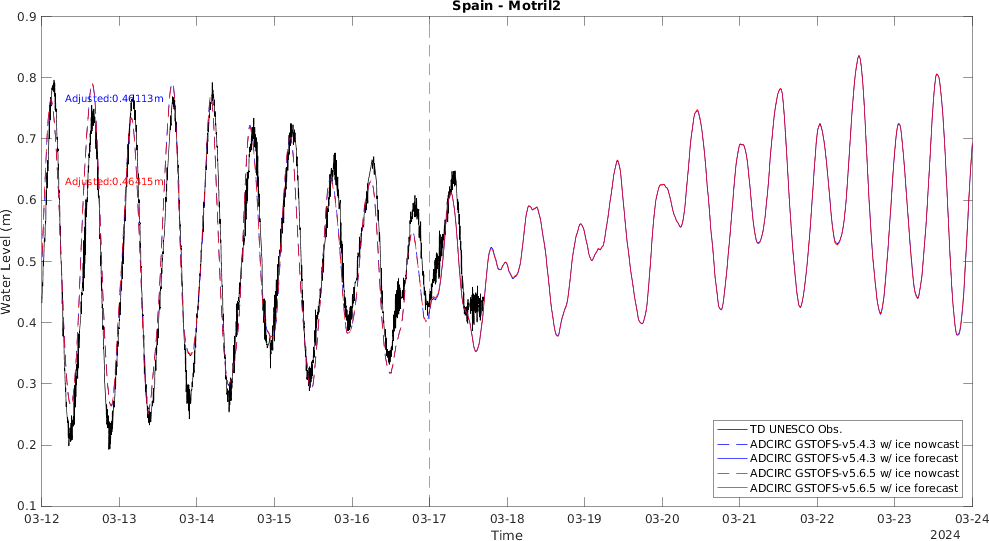 Spain - Motril2
0.9
0.8
0.7
0.6
0.5
0.4
0.3
0.2
0.1
Water Level (m)
Adjusted:0.46113m
Adjusted:0.46415m
TD UNESCO Obs.
ADCIRC GSTOFS-v5.4.3 w/ ice nowcast
ADCIRC GSTOFS-v5.4.3 w/ ice forecast
ADCIRC GSTOFS-v5.6.5 w/ ice nowcast
ADCIRC GSTOFS-v5.6.5 w/ ice forecast
03-12 03-13 03-14 03-15 03-16 03-17 03-18 03-19 03-20 03-21 03-22 03-23 03-24
Time
2024